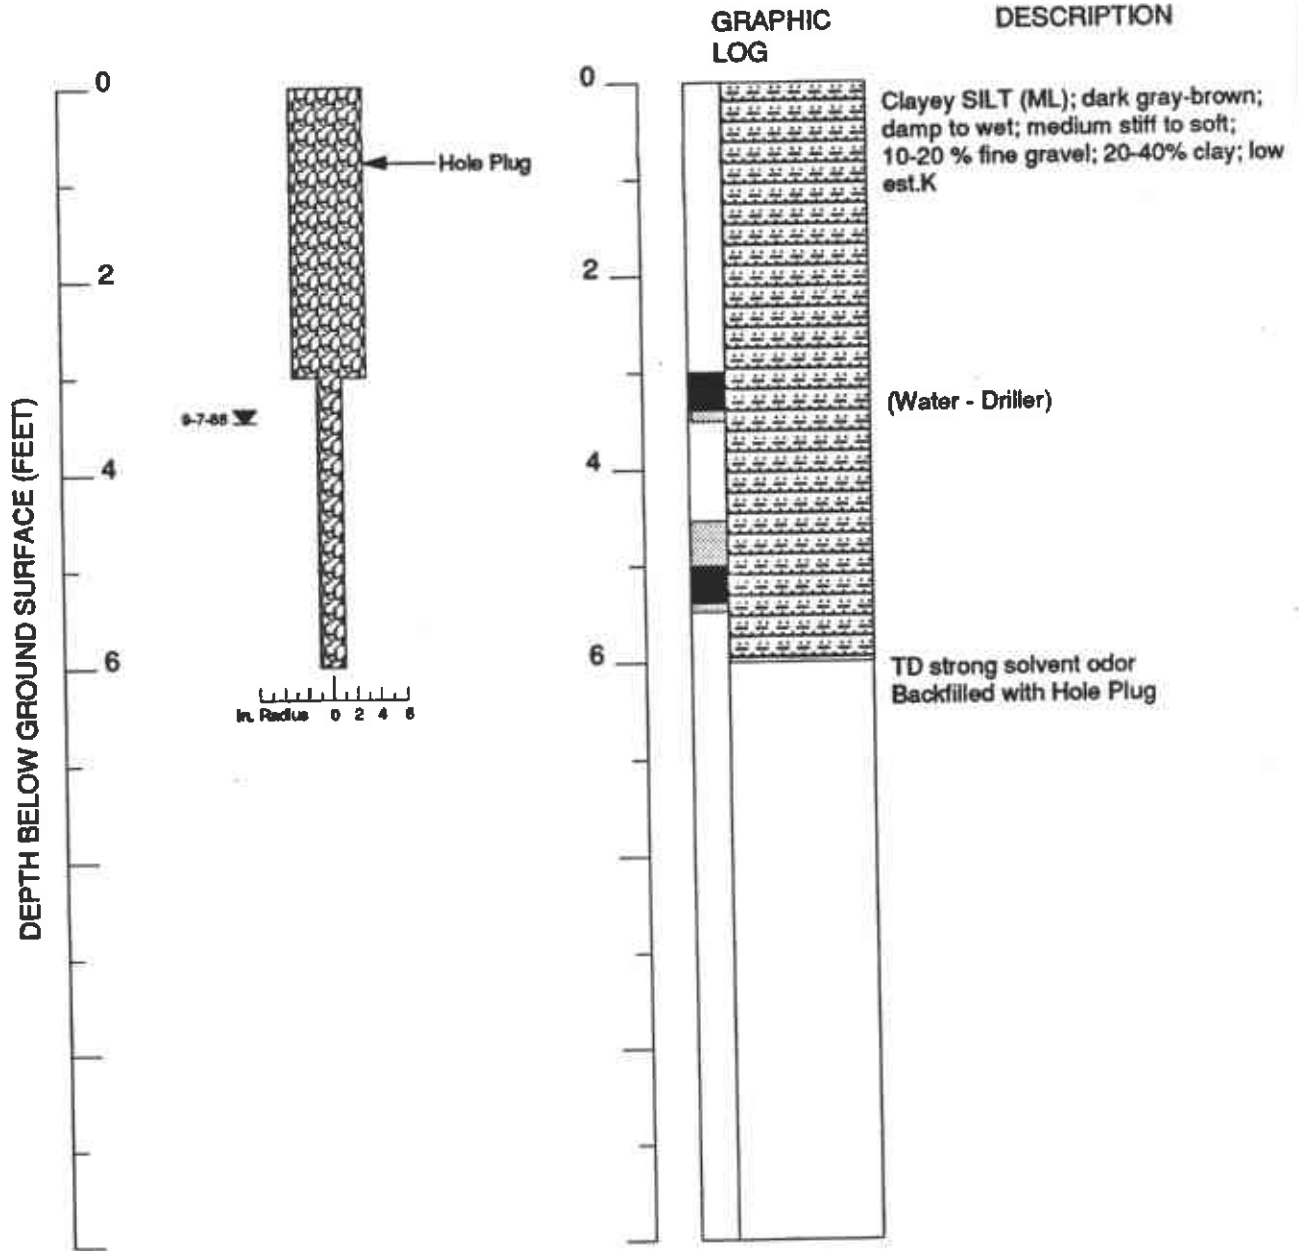 GRAPHIC
LOG
DESCRIPTION
0
Hole Plug
2
4
6
In. Radius 0 2 4 6
DEPTH BELOW GROUND SURFACE (FEET)
0
2
4
6
Clayey SILT (ML); dark gray-brown;
damp to wet; medium stiff to soft;
10-20 % fine gravel; 20-40% clay; low
est.K
(Water - Driller)
TD strong solvent odor
Backfilled with Hole Plug